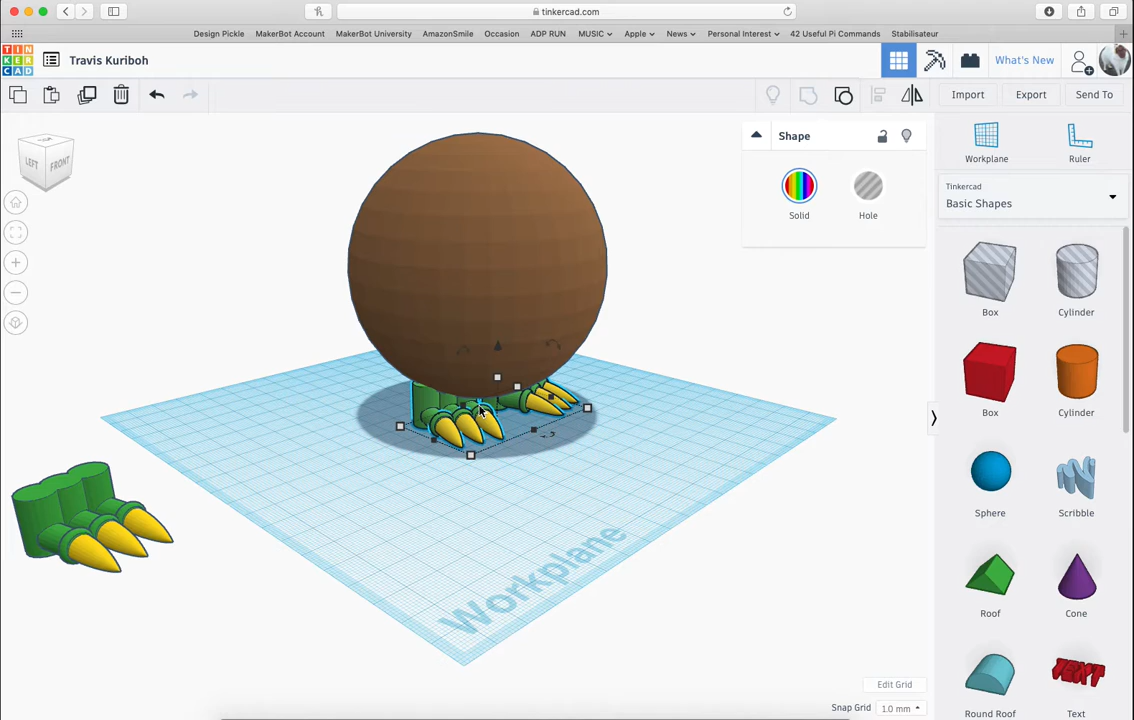 tinkercad.com
Design Pickle MakerBot Account MakerBot University AmazonSmile Occasion ADP RUN MUSIC Apple News Personal Interest 42 Useful Pi Commands Stabilisateur
TIN
KER
CAD
Travis Kuriboh
What's New
Import Export Send To
LEFT FRONT
Shape
Solid Hole
Workplane Ruler
Tinkercad
Basic Shapes
Box Cylinder
Box Cylinder
Sphere Scribble
Roof Cone
TEXT
Round Roof Text
Workplane
Edit Grid
Snap Grid 1.0 mm